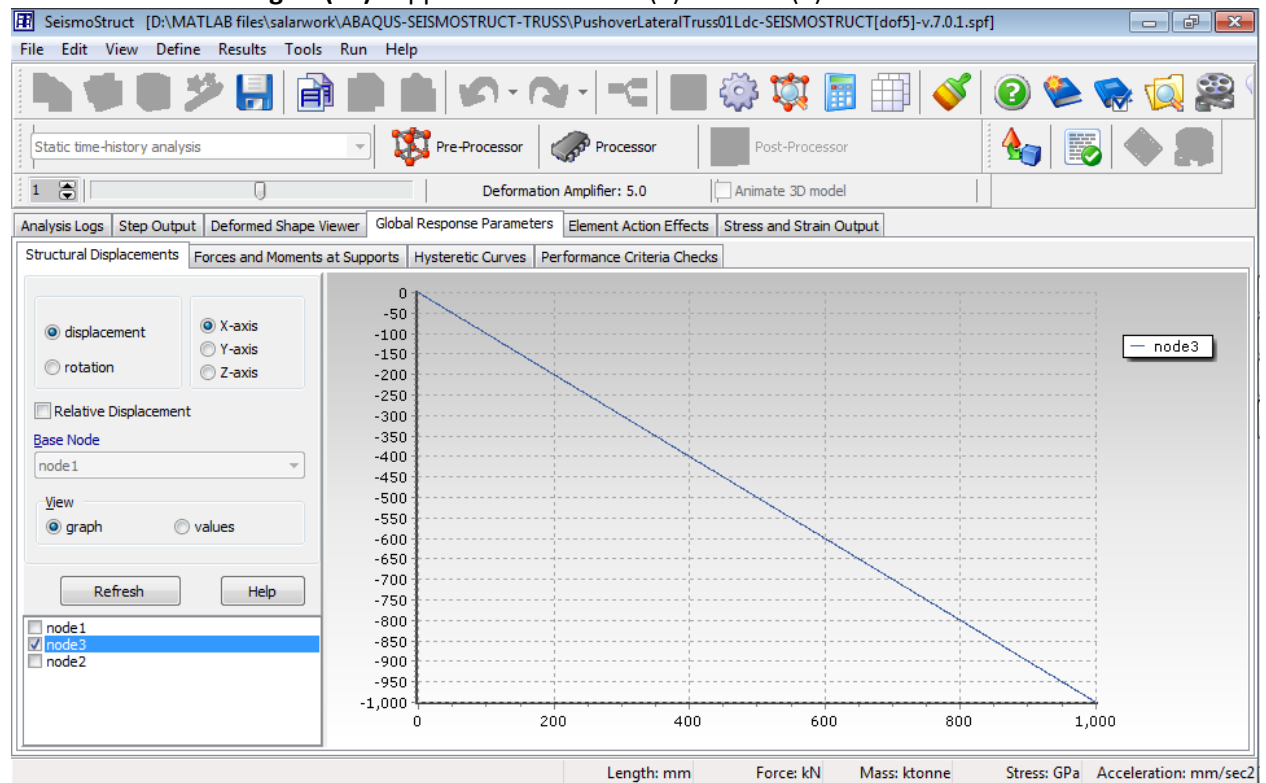 SeismoStruct [D:\MATLAB files\salarwork\ABAQUS-SEISMOSTRUCT-TRUSS\PushoverLateralTruss01Ldc-SEISMOSTRUCT[dof5]-v.7.0.1.spf]
File Edit View Define Results Tools Run Help
Static time-history analysis Pre-Processor Processor Post-Processor
1 Deformation Amplifier: 5.0 Animate 3D model
Analysis Logs Step Output Deformed Shape Viewer Global Response Parameters Element Action Effects Stress and Strain Output
Structural Displacements Forces and Moments at Supports Hysteretic Curves Performance Criteria Checks
displacement
rotation
X-axis
Y-axis
Z-axis
Relative Displacement
Base Node
node1
View
graph values
Refresh Help
node1
node3
node2
0
-50
-100
-150
-200
-250
-300
-350
-400
-450
-500
-550
-600
-650
-700
-750
-800
-850
-900
-950
-1,000
0 200 400 600 800 1,000
node3
Length: mm Force: kN Mass: ktonne Stress: GPa Acceleration: mm/sec2